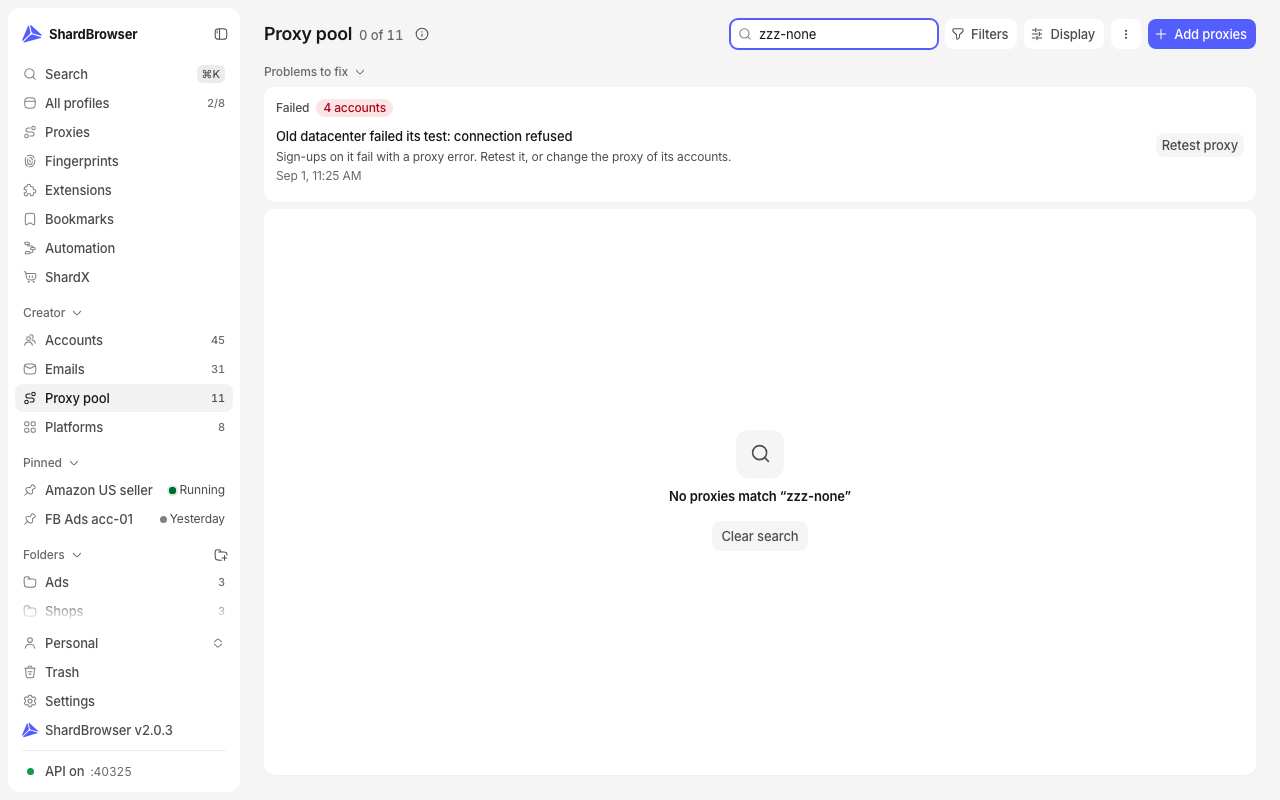 ShardBrowser
Search ⌘K
All profiles 2/8
Proxies
Fingerprints
Extensions
Bookmarks
Automation
ShardX
Creator
Accounts 45
Emails 31
Proxy pool 11
Platforms 8
Pinned
Amazon US seller Running
FB Ads acc-01 Yesterday
Folders
Ads 3
Shops 3
Personal
Trash
Settings
ShardBrowser v2.0.3
API on :40325
Proxy pool 0 of 11
zzz-none
Filters
Display
Add proxies
Problems to fix
Failed 4 accounts
Old datacenter failed its test: connection refused
Sign-ups on it fail with a proxy error. Retest it, or change the proxy of its accounts.
Sep 1, 11:25 AM
Retest proxy
No proxies match “zzz-none”
Clear search